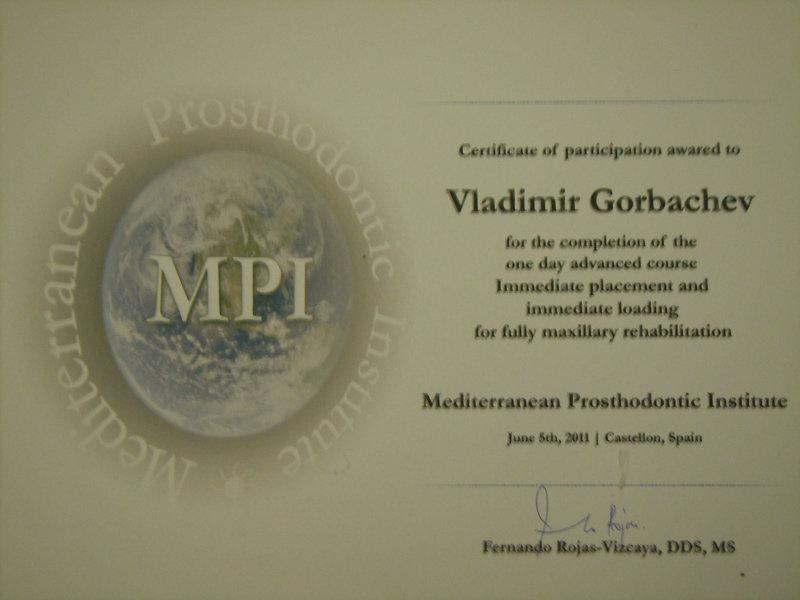 Mediterranean Prosthodontic Institute
MPI
Certificate of participation awared to
Vladimir Gorbachev
for the completion of the
one day advanced course
Immediate placement and
immediate loading
for fully maxillary rehabilitation
Mediterranean Prosthodontic Institute
June 5th, 2011 | Castellon, Spain
Fernando Rojas-Vizcaya, DDS, MS